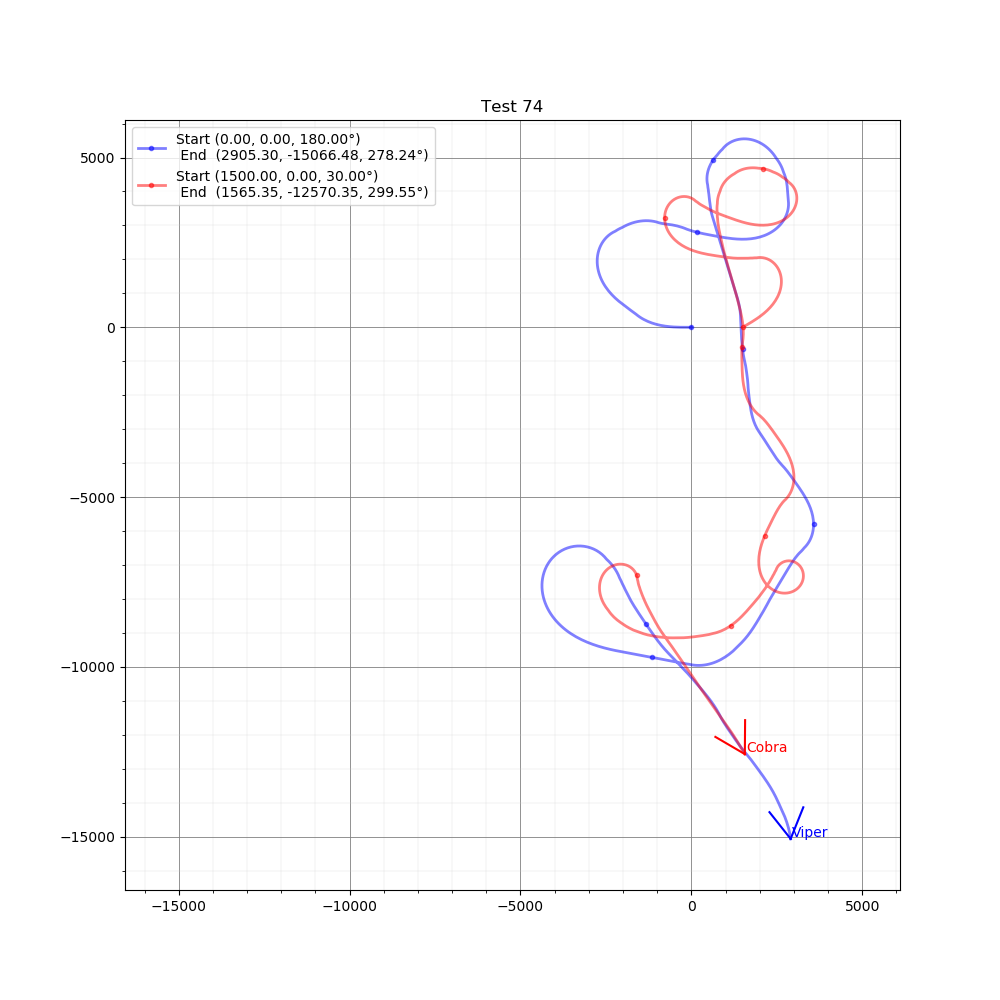 Test 74
Start (0.00, 0.00, 180.00°)
End (2905.30, -15066.48, 278.24°)
Start (1500.00, 0.00, 30.00°)
End (1565.35, -12570.35, 299.55°)
5000
0
−5000
−10000
−15000
Cobra
Viper
−15000 −10000 −5000 0 5000